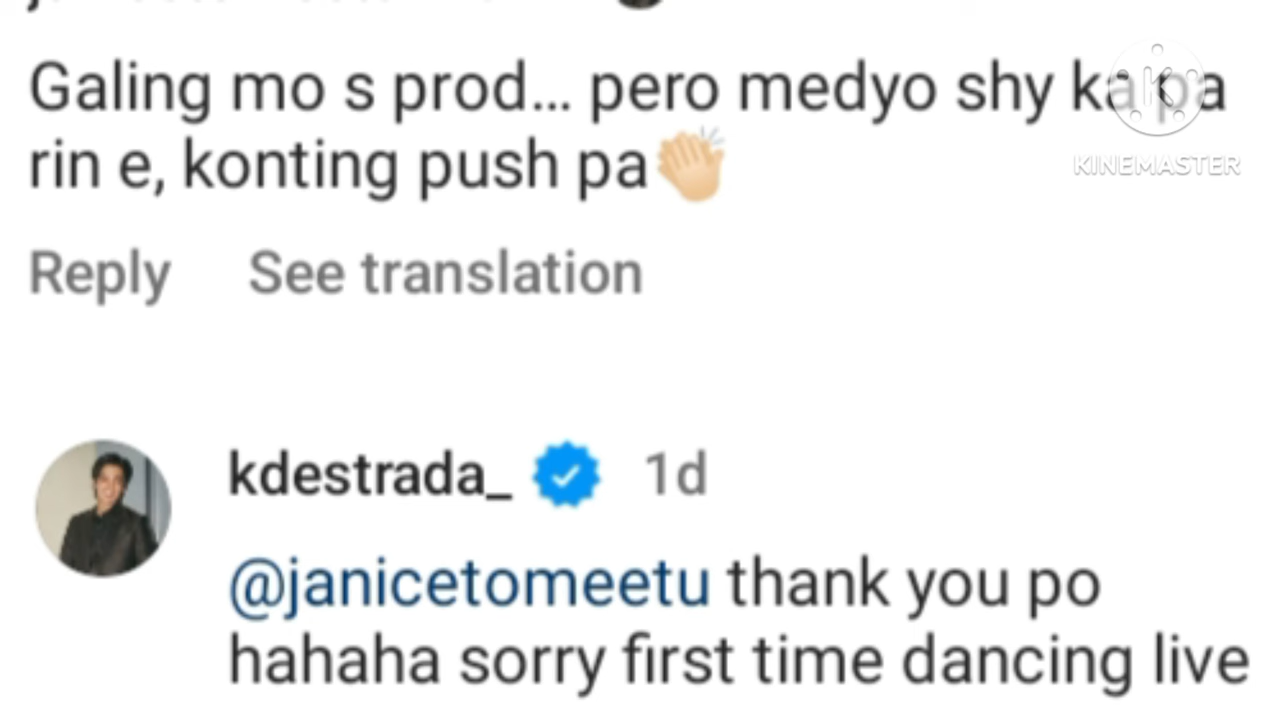 Galing mo s prod... pero medyo shy ka pa
rin e, konting push pa👏🏻
KINEMASTER
Reply See translation
kdestrada_ 1d
@janicetomeetu thank you po
hahaha sorry first time dancing live